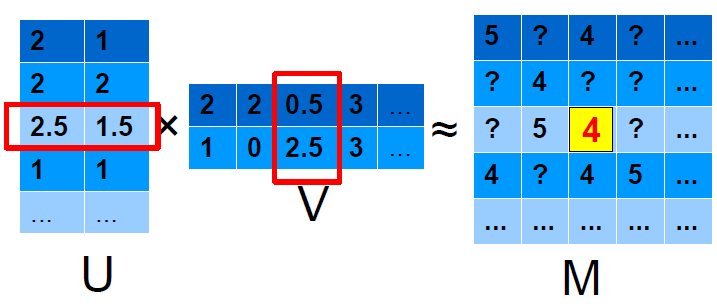 2 1
2 2
2.5 1.5
1 1
... ...
U
×
2 2 0.5 3 ...
1 0 2.5 3 ...
V
≈
5 ? 4 ? ...
? 4 ? ? ...
? 5 4 ? ...
4 ? 4 5 ...
... ... ... ... ...
M